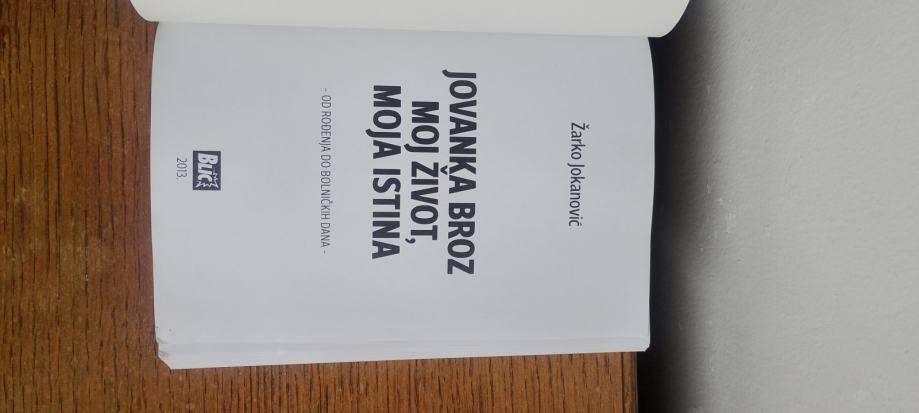 Žarko Jokanović
JOVANKA BROZ
MOJ ŽIVOT,
MOJA ISTINA
- OD ROĐENJA DO BOLNIČKIH DANA -
BLIC
2013.